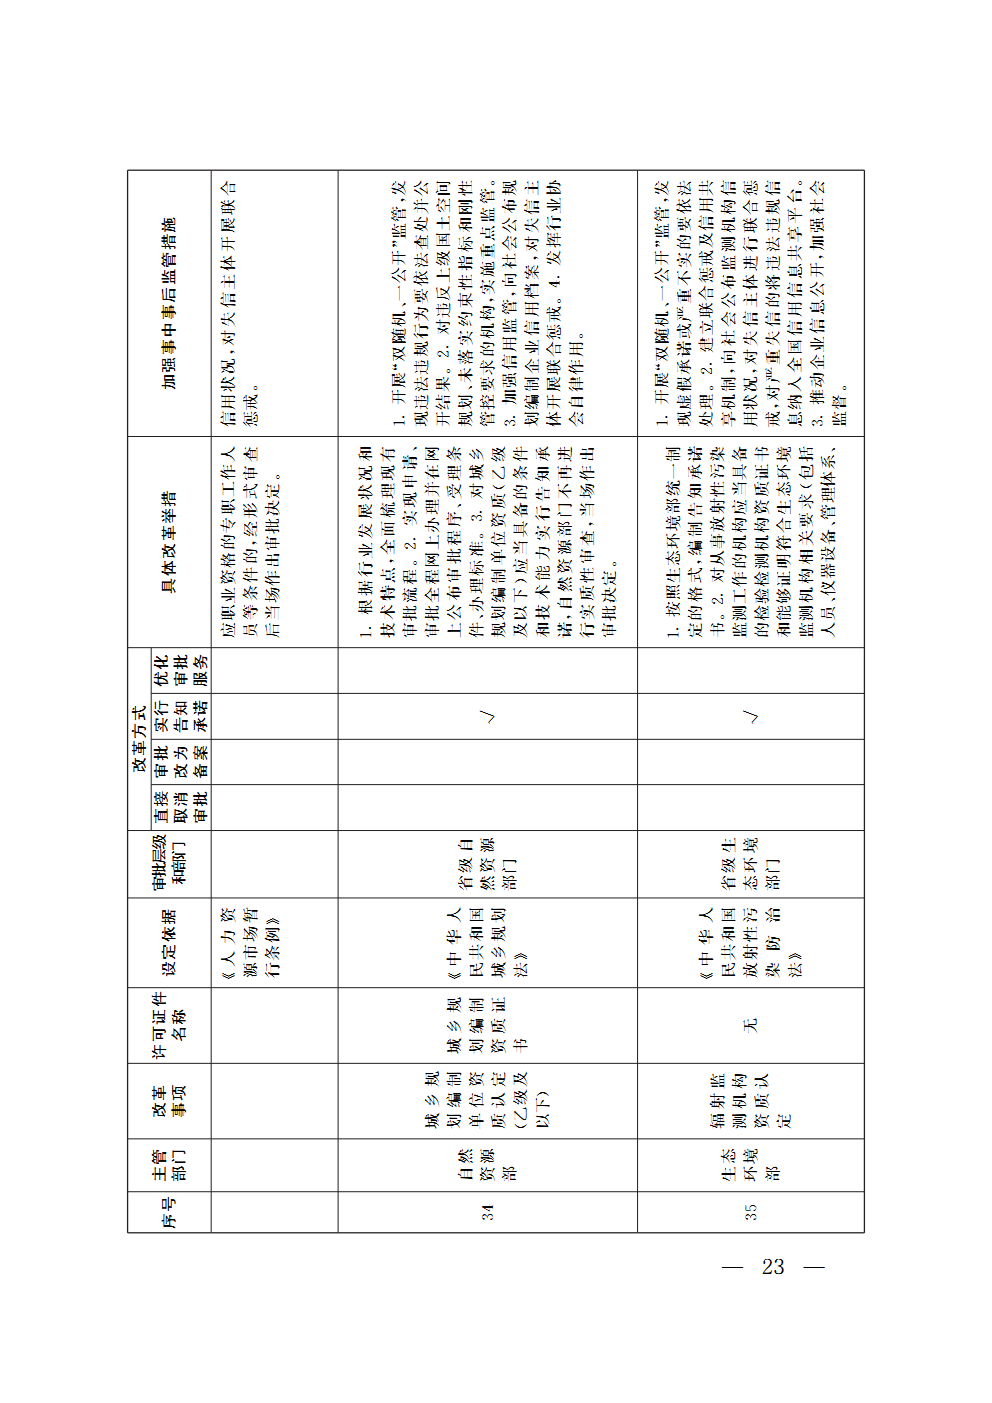 序号
主管
部门
改革
事项
许可证件
名称
设定依据
审批层级
和部门
改革方式
直接
取消
审批
审批
改为
备案
实行
告知
承诺
优化
审批
服务
具体改革举措
加强事中事后监管措施
《人力资
源市场暂
行条例》
应职业资格的专职工作人
员等条件的,经形式审查
后当场作出审批决定。
信用状况,对失信主体开展联合
惩戒。
34
自然
资源
部
城乡规
划编制
单位资
质认定
(乙级及
以下)
城乡规
划编制
资质证
书
《中华人
民共和国
城乡规划
法》
省级自
然资源
部门
√
1. 根据行业发展状况和
技术特点,全面梳理现有
审批流程。2. 实现申请、
审批全程网上办理并在网
上公布审批程序、受理条
件、办理标准。3. 对城乡
规划编制单位资质(乙级
及以下)应当具备的条件
和技术能力实行告知承
诺,自然资源部门不再进
行实质性审查,当场作出
审批决定。
1. 开展“双随机、一公开”监管,发
现违法违规行为要依法查处并公
开结果。2. 对违反上级国土空间
规划、未落实约束性指标和刚性
管控要求的机构,实施重点监管。
3. 加强信用监管,向社会公布规
划编制企业信用档案,对失信主
体开展联合惩戒。4. 发挥行业协
会自律作用。
35
生态
环境
部
辐射监
测机构
资质认
定
无
《中华人
民共和国
放射性污
染防治
法》
省级生
态环境
部门
√
1. 按照生态环境部统一制
定的格式,编制告知承诺
书。2. 对从事放射性污染
监测工作的机构应当具备
的检验检测机构资质证书
和能够证明符合生态环境
监测机构相关要求(包括
人员、仪器设备、管理体系、
1. 开展“双随机、一公开”监管,发
现虚假承诺或严重不实的要依法
处理。2. 建立联合惩戒及信用共
享机制,向社会公布监测机构信
用状况,对失信主体进行联合惩
戒,对严重失信的将违法违规信
息纳入全国信用信息共享平台。
3. 推动企业信息公开,加强社会
监督。
— 23 —